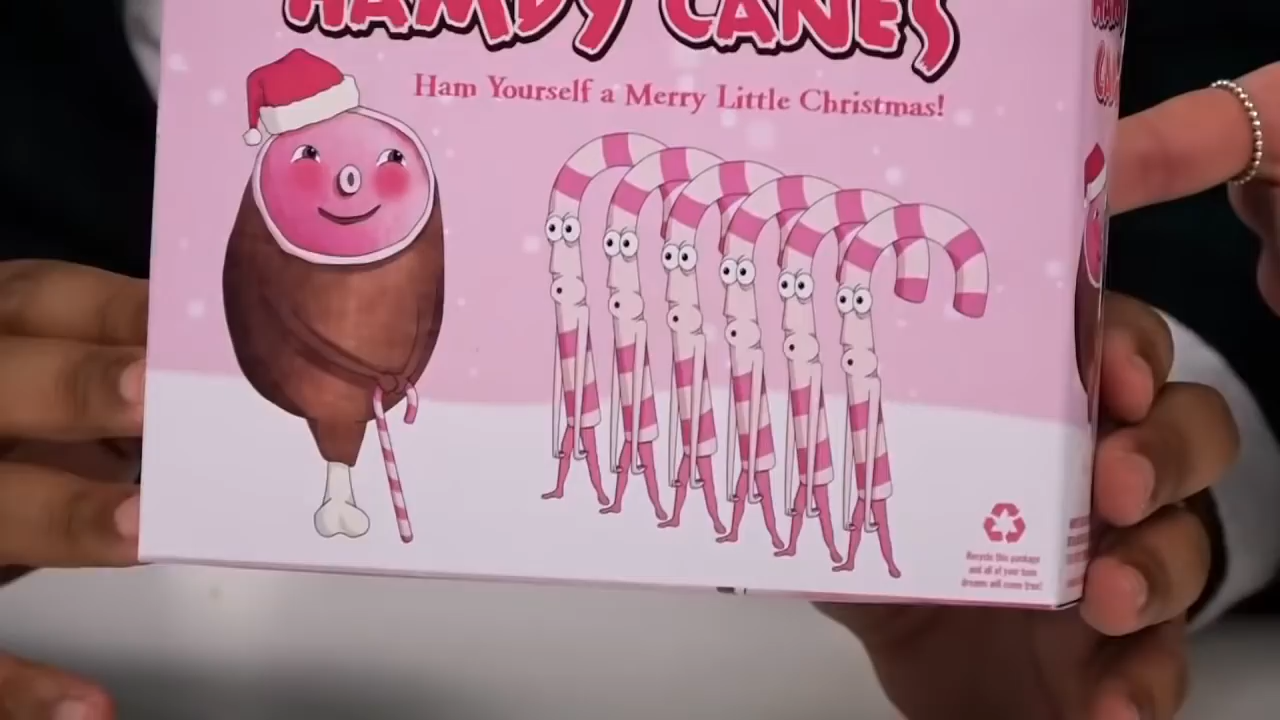 HAMDY CANES
Ham Yourself a Merry Little Christmas!
Recycle this package
and all of your ham
dreams will come true!